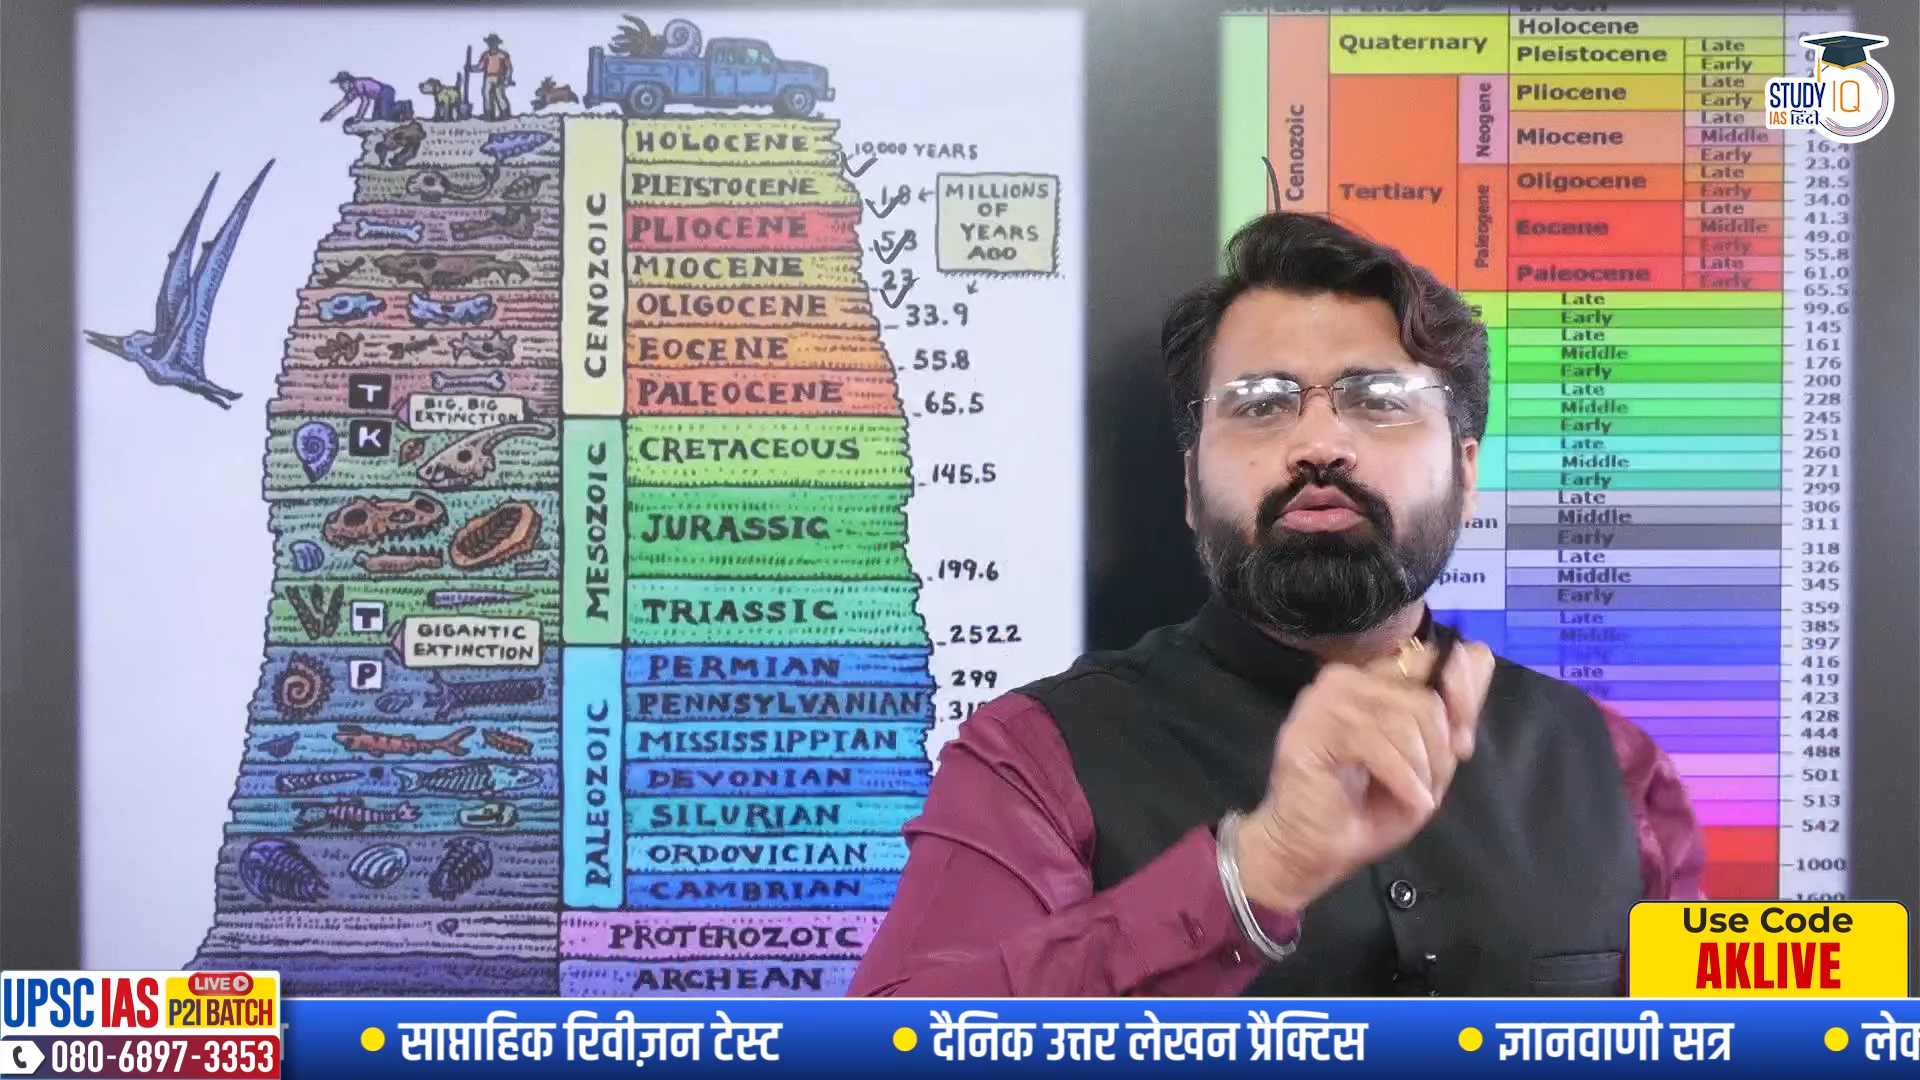 HOLOCENE
10,000 YEARS
PLEISTOCENE
1.8
MILLIONS
OF
YEARS
AGO
PLIOCENE
5.3
MIOCENE
23
OLIGOCENE
33.9
EOCENE
55.8
PALEOCENE
65.5
CENOZOIC
T
BIG, BIG
EXTINCTION
K
CRETACEOUS
145.5
JURASSIC
199.6
TRIASSIC
252.2
MESOZOIC
T
GIGANTIC
EXTINCTION
P
PERMIAN
299
PENNSYLVANIAN
MISSISSIPPIAN
DEVONIAN
SILURIAN
ORDOVICIAN
CAMBRIAN
PALEOZOIC
PROTEROZOIC
ARCHEAN
Cenozoic
Quaternary
Tertiary
Neogene
Paleogene
Holocene
Pleistocene
Late
Early
Pliocene
Late
Early
Miocene
Late
Middle
Early
23.0
Oligocene
Late
28.5
Early
34.0
Eocene
Late
41.3
Middle
49.0
Early
55.8
Paleocene
Late
61.0
Early
65.5
Late
99.6
Early
145
Late
161
Middle
176
Early
200
Late
228
Middle
245
Early
251
Late
260
Middle
271
Early
299
Late
306
Middle
311
Early
318
Late
326
Middle
345
Early
359
Late
385
Middle
397
416
Late
419
423
428
444
488
501
513
542
1000
STUDY IQ
IAS हिंदी
Use Code
AKLIVE
UPSC IAS
LIVE
P2I BATCH
080-6897-3353
साप्ताहिक रिवीज़न टेस्ट
दैनिक उत्तर लेखन प्रैक्टिस
ज्ञानवाणी सत्र